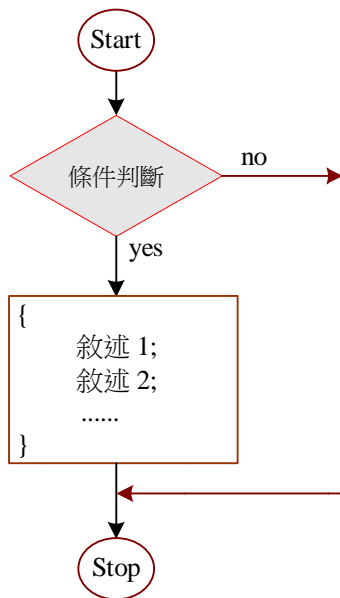 Start
條件判斷
no
yes
{
敘述 1;
敘述 2;
......
}
Stop